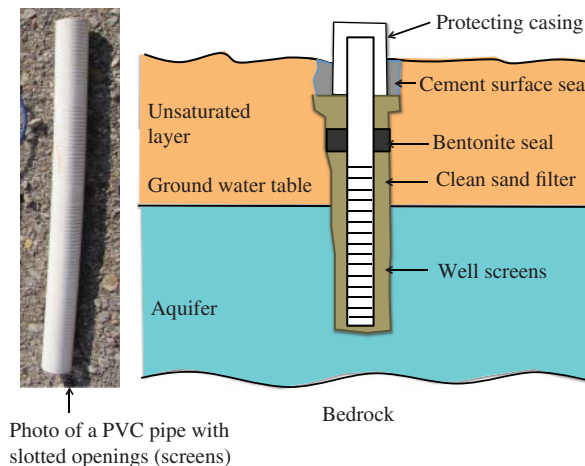 Protecting casing
Cement surface seal
Unsaturated
layer
Bentonite seal
Ground water table
Clean sand filter
Well screens
Aquifer
Bedrock
Photo of a PVC pipe with
slotted openings (screens)